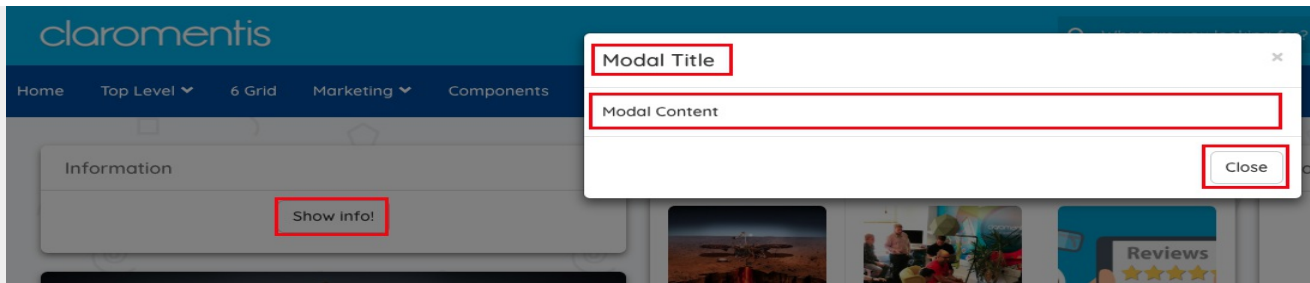 claromentis
Home Top Level 6 Grid Marketing Components
Modal Title ×
Modal Content
Close
Information
Show info!
Reviews